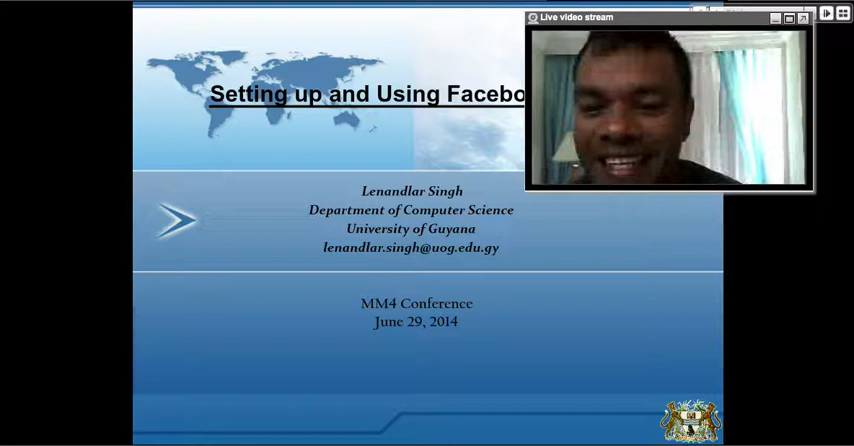 Live video stream
Setting up and Using Facebo
Lenandlar Singh
Department of Computer Science
University of Guyana
lenandlar.singh@uog.edu.gy
MM4 Conference
June 29, 2014